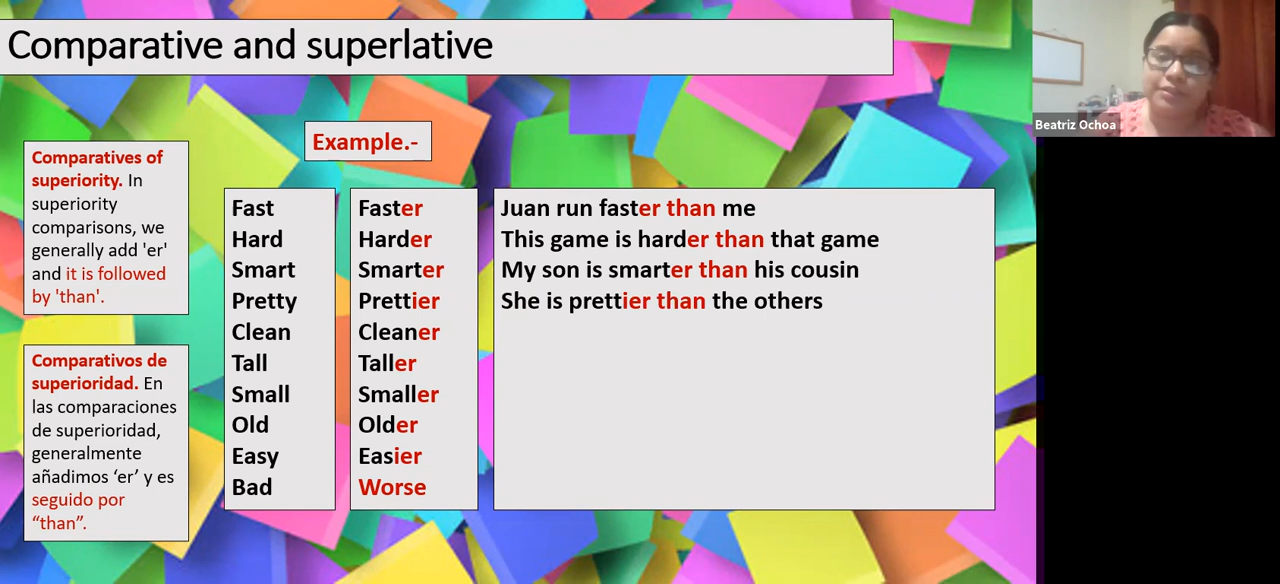 Comparative and superlative
Beatriz Ochoa
Example.-
Comparatives of
superiority. In
superiority
comparisons, we
generally add 'er'
and it is followed
by 'than'.
Comparativos de
superioridad. En
las comparaciones
de superioridad,
generalmente
añadimos ‘er’ y es
seguido por
“than”.
Fast
Hard
Smart
Pretty
Clean
Tall
Small
Old
Easy
Bad
Faster
Harder
Smarter
Prettier
Cleaner
Taller
Smaller
Older
Easier
Worse
Juan run faster than me
This game is harder than that game
My son is smarter than his cousin
She is prettier than the others